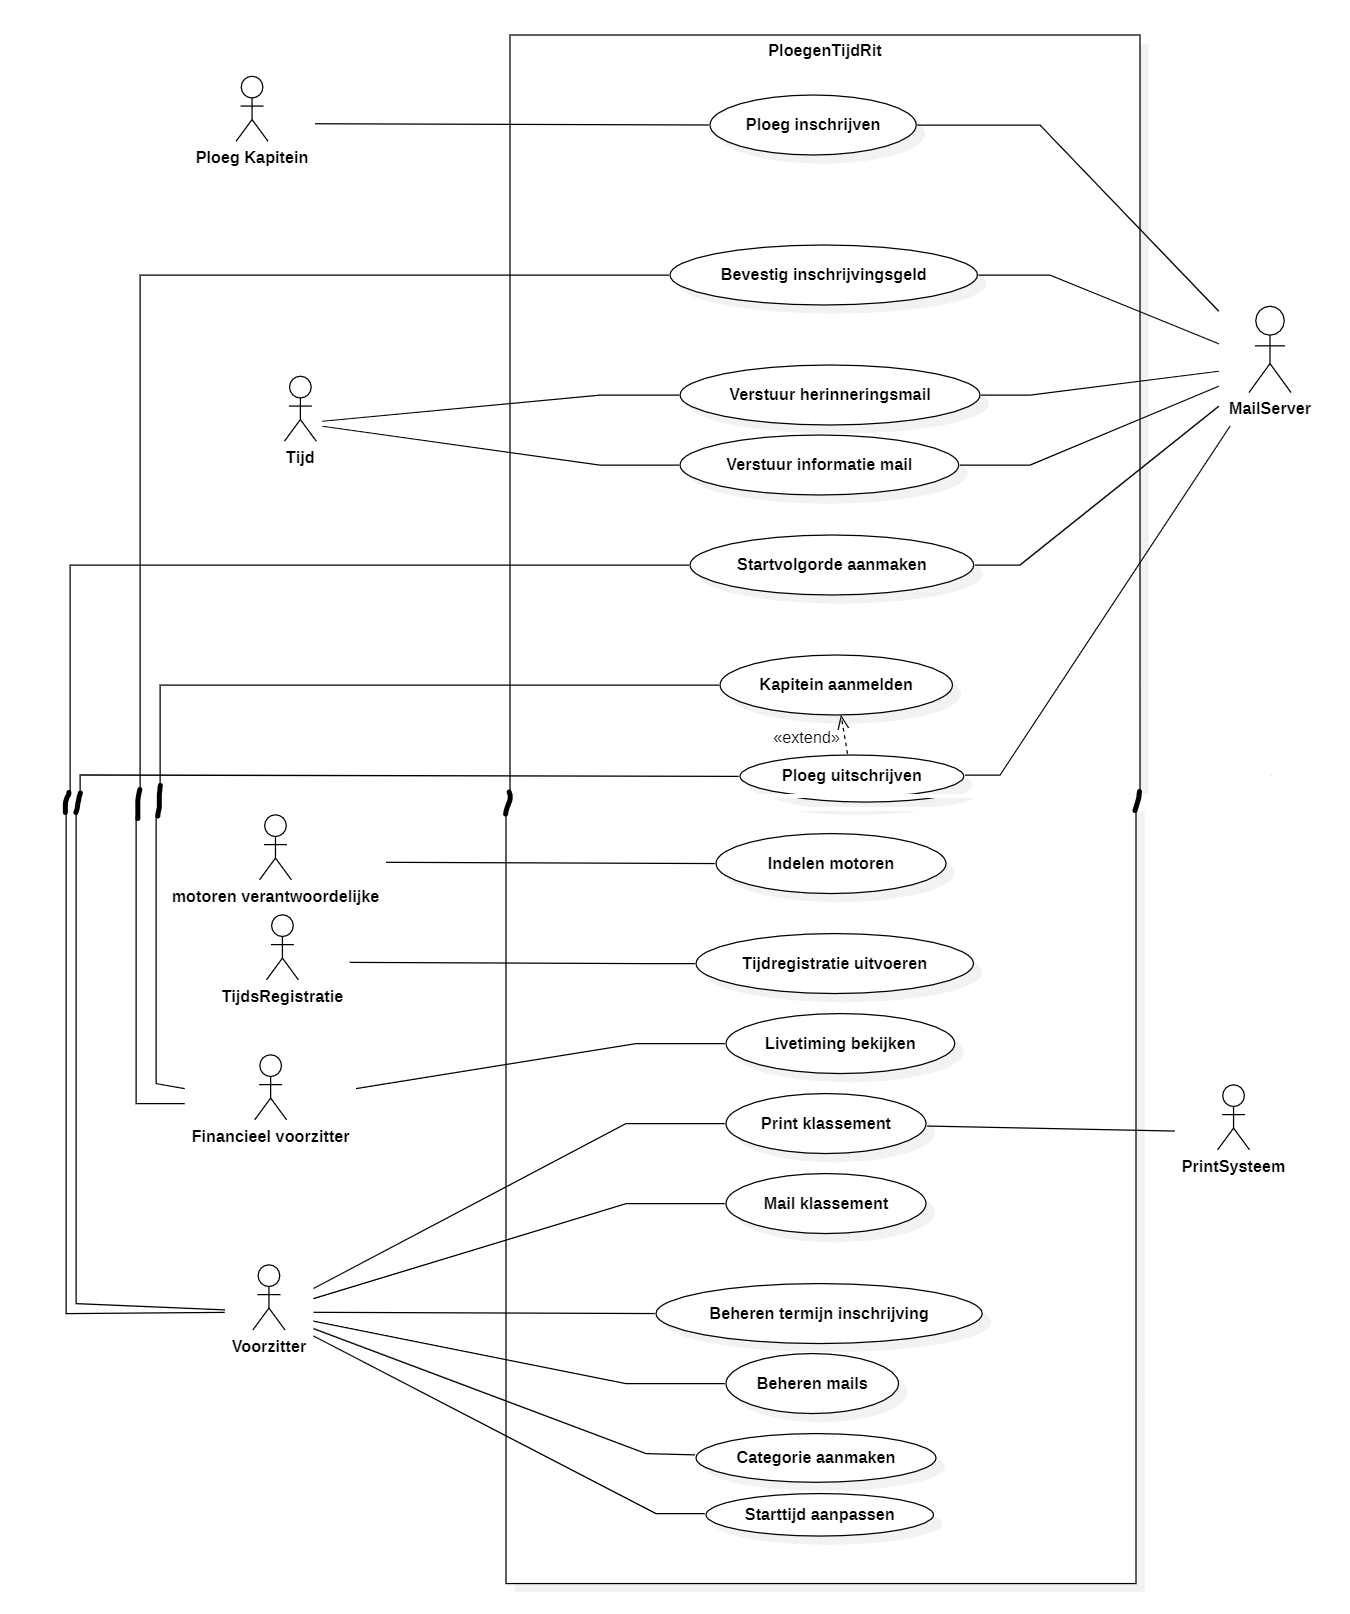 PloegenTijdRit
Ploeg inschrijven
Ploeg Kapitein
Bevestig inschrijvingsgeld
Verstuur herinneringsmail
MailServer
Tijd
Verstuur informatie mail
Startvolgorde aanmaken
Kapitein aanmelden
«extend»
Ploeg uitschrijven
Indelen motoren
motoren verantwoordelijke
Tijdregistratie uitvoeren
TijdsRegistratie
Livetiming bekijken
Print klassement
Financieel voorzitter
PrintSysteem
Mail klassement
Beheren termijn inschrijving
Voorzitter
Beheren mails
Categorie aanmaken
Starttijd aanpassen